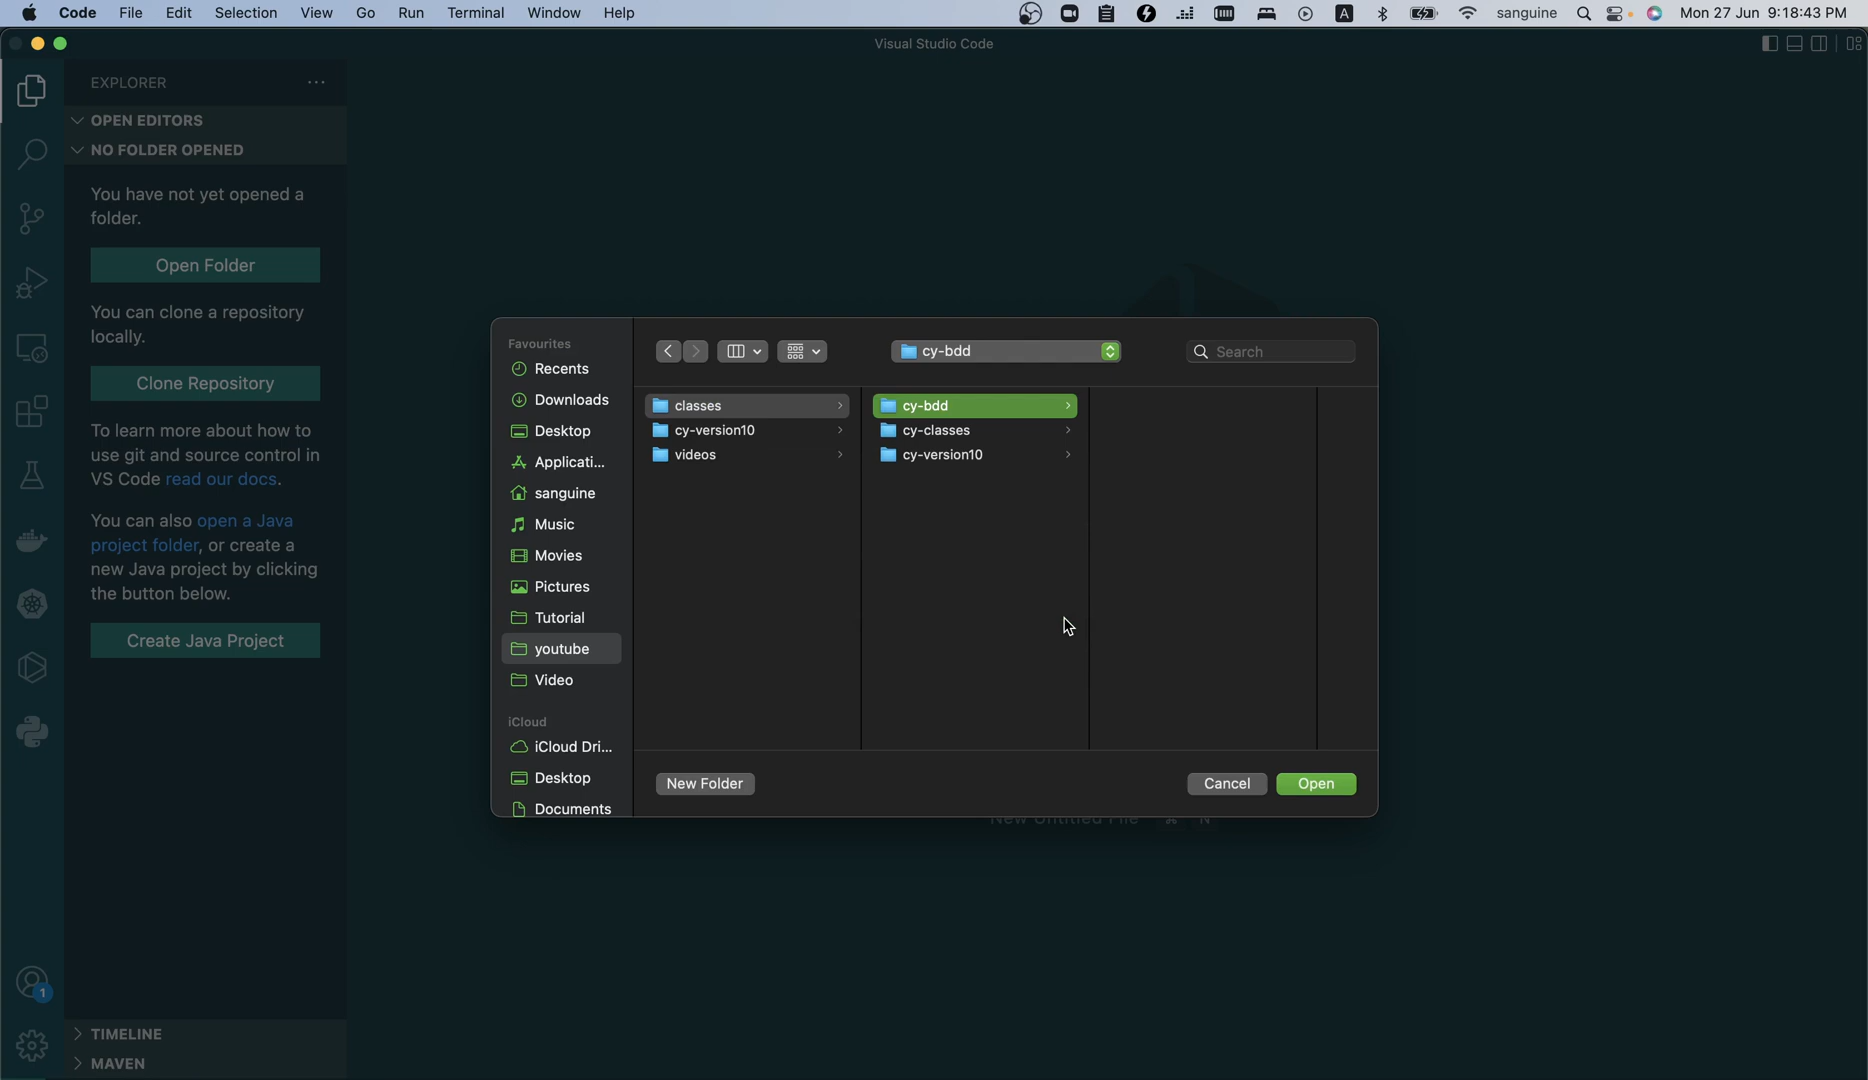 Code File Edit Selection View Go Run Terminal Window Help
A sanguine Mon 27 Jun 9:18:43 PM
Visual Studio Code
EXPLORER
OPEN EDITORS
NO FOLDER OPENED
You have not yet opened a
folder.
Open Folder
You can clone a repository
locally.
Clone Repository
To learn more about how to
use git and source control in
VS Code read our docs.
You can also open a Java
project folder, or create a
new Java project by clicking
the button below.
Create Java Project
1
TIMELINE
MAVEN
Favourites
Recents
Downloads
Desktop
Applicati...
sanguine
Music
Movies
Pictures
Tutorial
youtube
Video
iCloud
iCloud Dri...
Desktop
Documents
cy-bdd
Search
classes
cy-version10
videos
cy-bdd
cy-classes
cy-version10
New Folder
Cancel
Open
New Untitled File ⌘ N